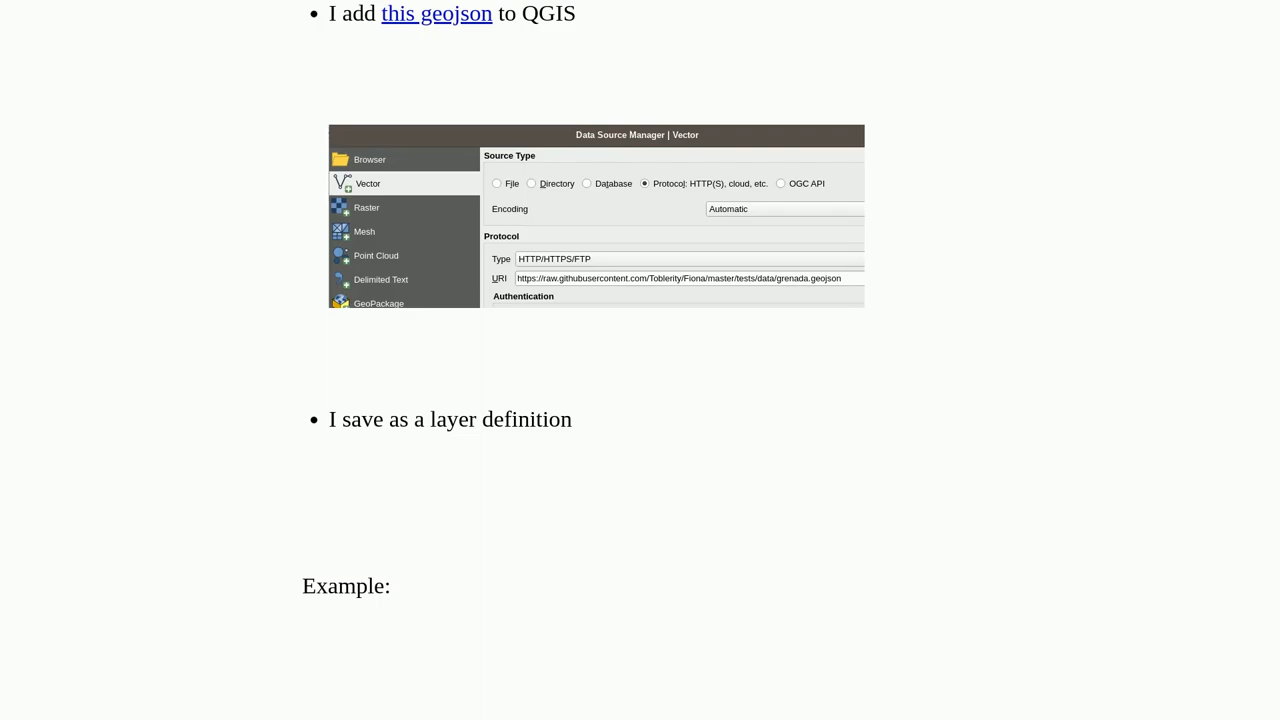 • I add this geojson to QGIS
Data Source Manager | Vector
Browser
Vector
Raster
Mesh
Point Cloud
Delimited Text
GeoPackage
Source Type
File Directory Database Protocol: HTTP(S), cloud, etc. OGC API
Encoding Automatic
Protocol
Type HTTP/HTTPS/FTP
URI https://raw.githubusercontent.com/Toblerity/Fiona/master/tests/data/grenada.geojson
Authentication
• I save as a layer definition
Example: